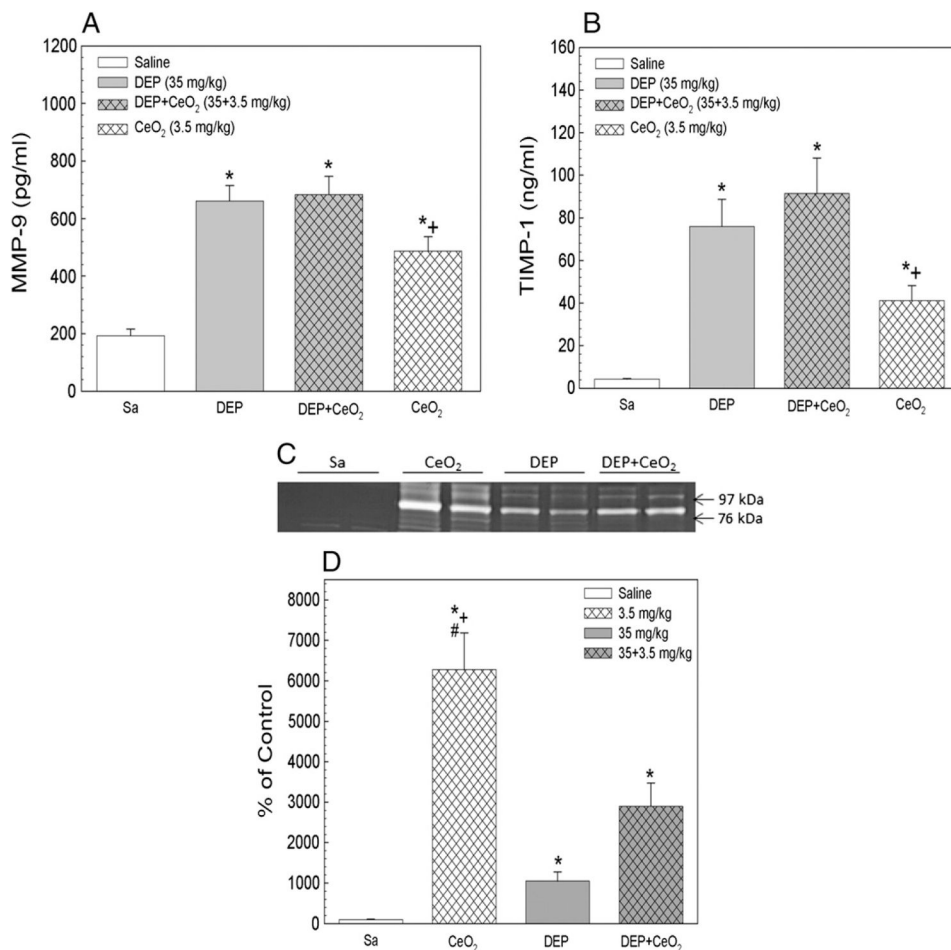 A
MMP-9 (pg/ml)
1200
1000
800
600
400
200
0
Saline
DEP (35 mg/kg)
DEP+CeO₂ (35+3.5 mg/kg)
CeO₂ (3.5 mg/kg)
*
*
*+
Sa DEP DEP+CeO₂ CeO₂
B
TIMP-1 (ng/ml)
160
140
120
100
80
60
40
20
0
Saline
DEP (35 mg/kg)
DEP+CeO₂ (35+3.5 mg/kg)
CeO₂ (3.5 mg/kg)
*
*
*+
Sa DEP DEP+CeO₂ CeO₂
C
Sa CeO₂ DEP DEP+CeO₂
← 97 kDa
← 76 kDa
D
% of Control
8000
7000
6000
5000
4000
3000
2000
1000
0
Saline
3.5 mg/kg
35 mg/kg
35+3.5 mg/kg
*+
#
*
*
Sa CeO₂ DEP DEP+CeO₂